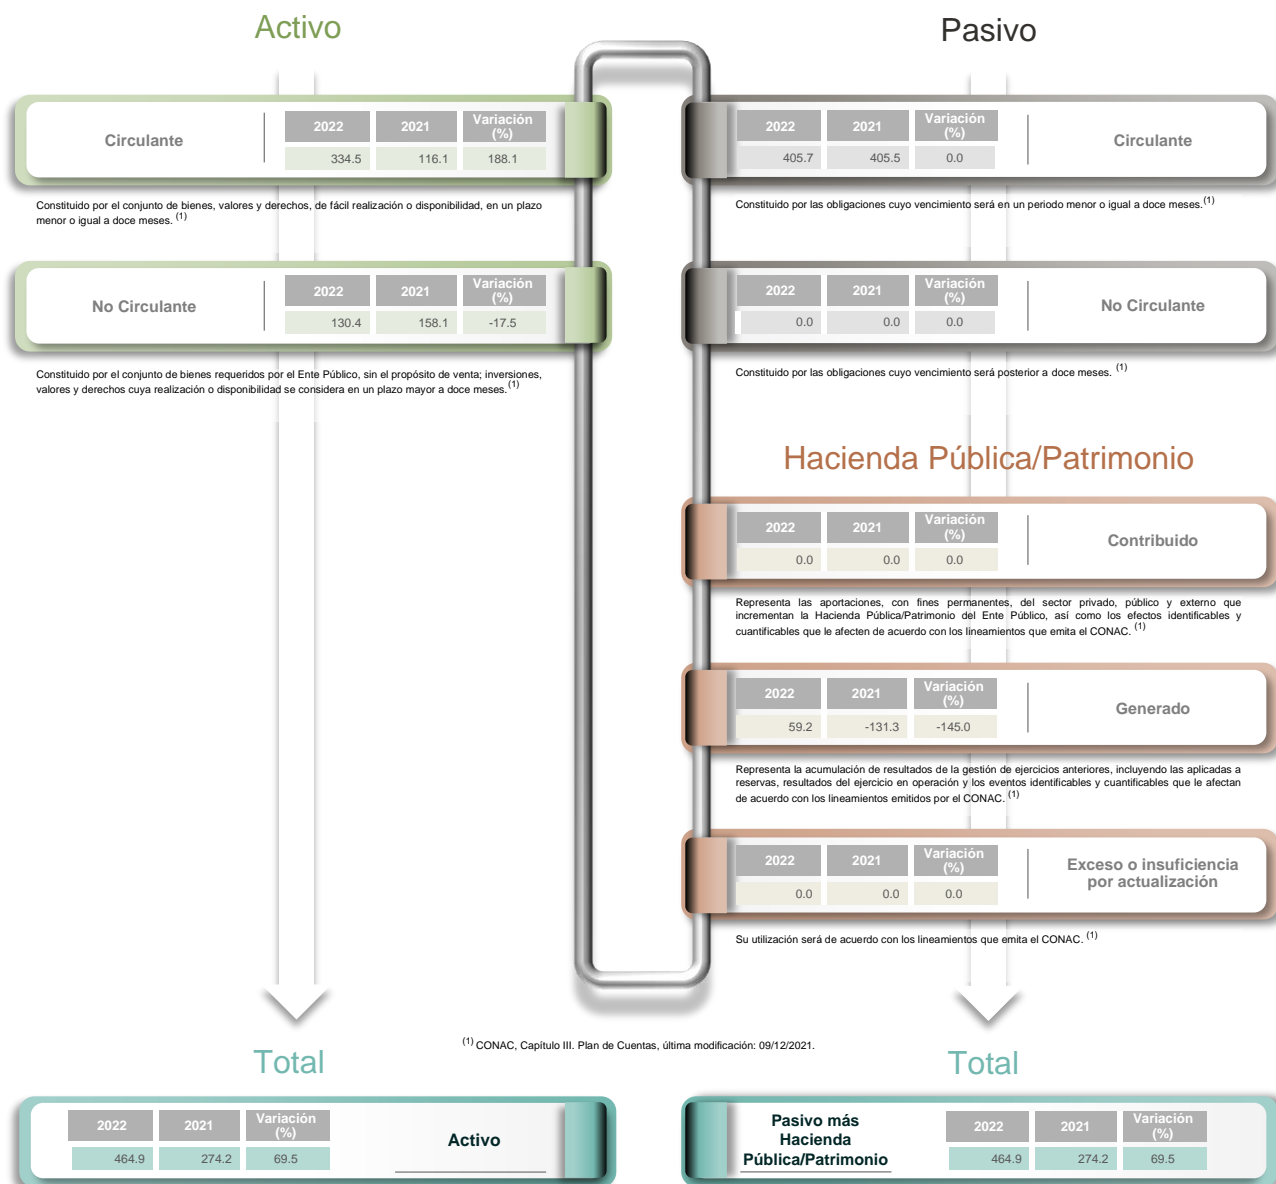 Activo
Circulante
2022 2021 Variación (%)
334.5 116.1 188.1
Constituido por el conjunto de bienes, valores y derechos, de fácil realización o disponibilidad, en un plazo
menor o igual a doce meses. (1)
No Circulante
2022 2021 Variación (%)
130.4 158.1 -17.5
Constituido por el conjunto de bienes requeridos por el Ente Público, sin el propósito de venta; inversiones,
valores y derechos cuya realización o disponibilidad se considera en un plazo mayor a doce meses. (1)
Pasivo
2022 2021 Variación (%)
405.7 405.5 0.0
Circulante
Constituido por las obligaciones cuyo vencimiento será en un periodo menor o igual a doce meses. (1)
2022 2021 Variación (%)
0.0 0.0 0.0
No Circulante
Constituido por las obligaciones cuyo vencimiento será posterior a doce meses. (1)
Hacienda Pública/Patrimonio
2022 2021 Variación (%)
0.0 0.0 0.0
Contribuido
Representa las aportaciones, con fines permanentes, del sector privado, público y externo que
incrementan la Hacienda Pública/Patrimonio del Ente Público, así como los efectos identificables y
cuantificables que le afecten de acuerdo con los lineamientos que emita el CONAC. (1)
2022 2021 Variación (%)
59.2 -131.3 -145.0
Generado
Representa la acumulación de resultados de la gestión de ejercicios anteriores, incluyendo las aplicadas a
reservas, resultados del ejercicio en operación y los eventos identificables y cuantificables que le afectan
de acuerdo con los lineamientos emitidos por el CONAC. (1)
2022 2021 Variación (%)
0.0 0.0 0.0
Exceso o insuficiencia
por actualización
Su utilización será de acuerdo con los lineamientos que emita el CONAC. (1)
(1) CONAC, Capítulo III. Plan de Cuentas, última modificación: 09/12/2021.
Total
2022 2021 Variación (%)
464.9 274.2 69.5
Activo
Total
Pasivo más
Hacienda
Pública/Patrimonio
2022 2021 Variación (%)
464.9 274.2 69.5